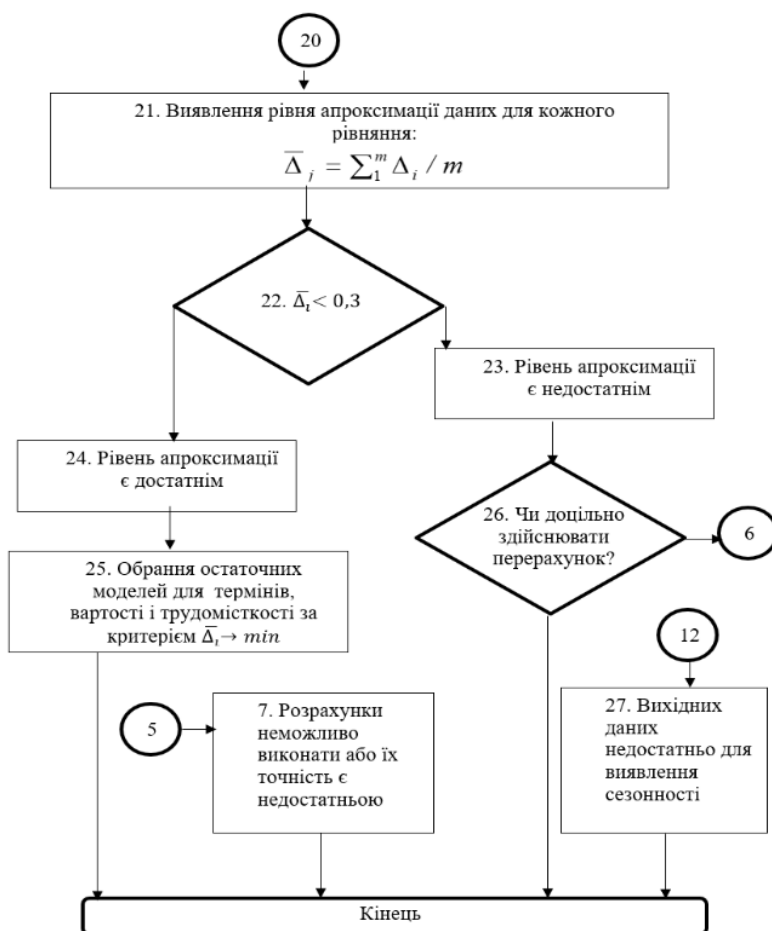 20
21. Виявлення рівня апроксимації даних для кожного
рівняння:
Δ̅ j = ∑₁ᵐ Δ i / m
22. Δ̅ι < 0,3
23. Рівень апроксимації
є недостатнім
24. Рівень апроксимації
є достатнім
26. Чи доцільно
здійснювати
перерахунок?
6
25. Обрання остаточних
моделей для термінів,
вартості і трудомісткості за
критерієм Δ̅ι → min
12
5
7. Розрахунки
неможливо
виконати або їх
точність є
недостатньою
27. Вихідних
даних
недостатньо для
виявлення
сезонності
Кінець